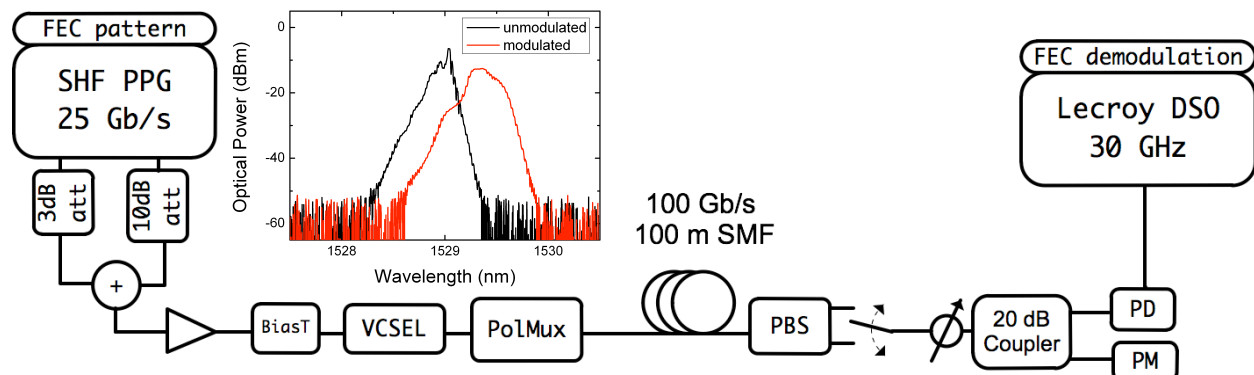 FEC pattern
SHF PPG
25 Gb/s
3dB
att
10dB
att
+
BiasT
VCSEL
PolMux
Optical Power (dBm)
0
-20
-40
-60
unmodulated
modulated
1528
1529
1530
Wavelength (nm)
100 Gb/s
100 m SMF
PBS
20 dB
Coupler
PD
PM
FEC demodulation
Lecroy DSO
30 GHz